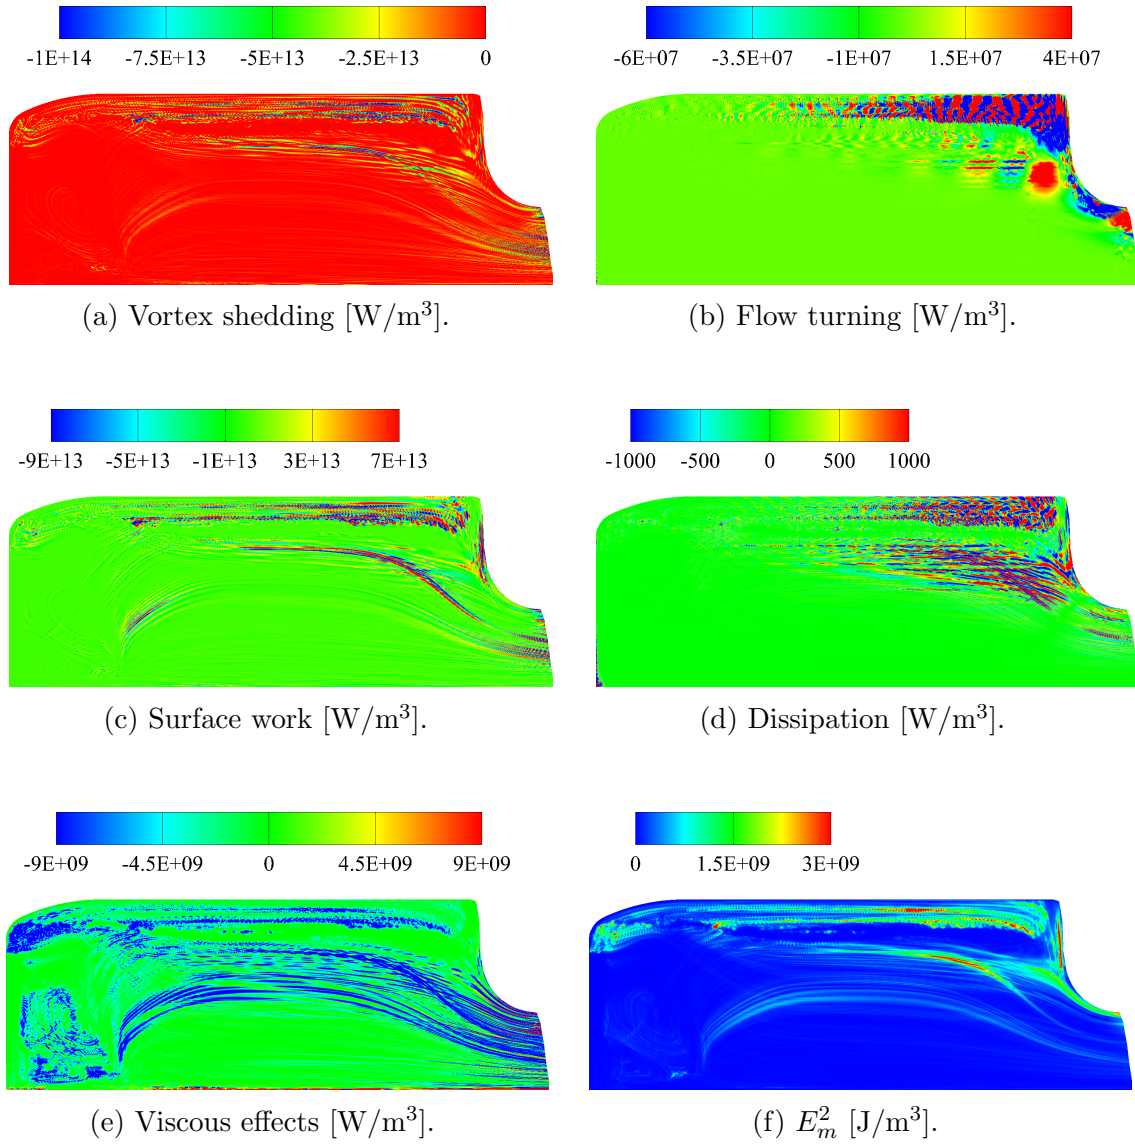 -1E+14 -7.5E+13 -5E+13 -2.5E+13 0
-6E+07 -3.5E+07 -1E+07 1.5E+07 4E+07
(a) Vortex shedding [W/m³].
(b) Flow turning [W/m³].
-9E+13 -5E+13 -1E+13 3E+13 7E+13
-1000 -500 0 500 1000
(c) Surface work [W/m³].
(d) Dissipation [W/m³].
-9E+09 -4.5E+09 0 4.5E+09 9E+09
0 1.5E+09 3E+09
(e) Viscous effects [W/m³].
(f) $E_m^2$ [J/m³].